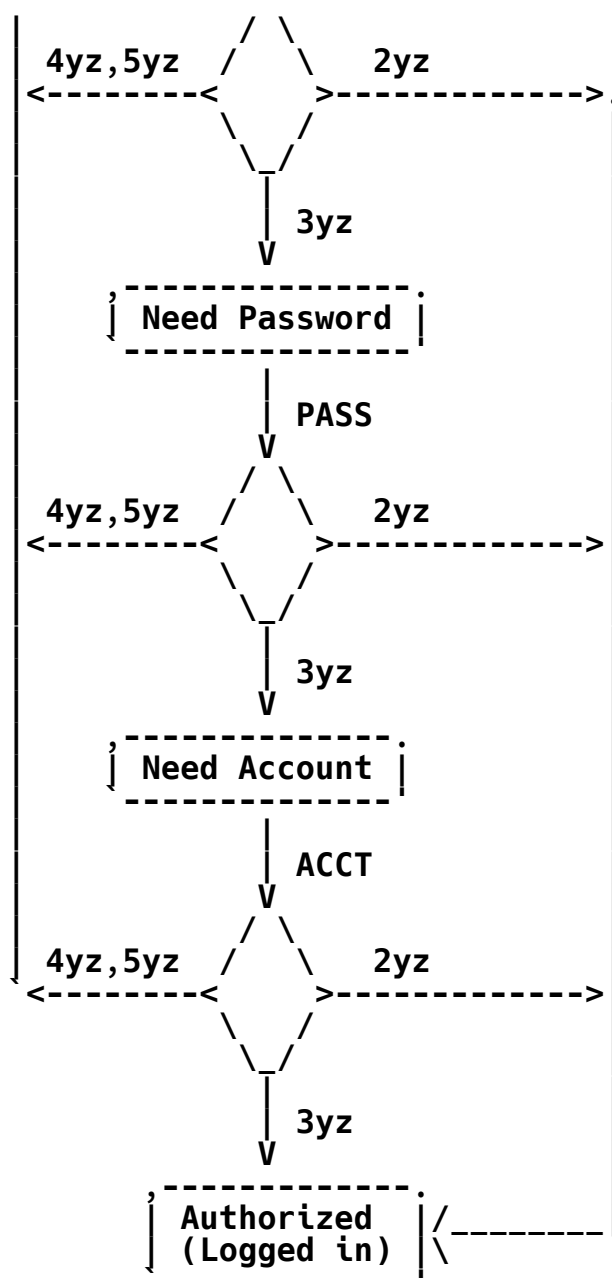 4yz,5yz 2yz
3yz
Need Password
PASS
4yz,5yz 2yz
3yz
Need Account
ACCT
4yz,5yz 2yz
3yz
Authorized
(Logged in)